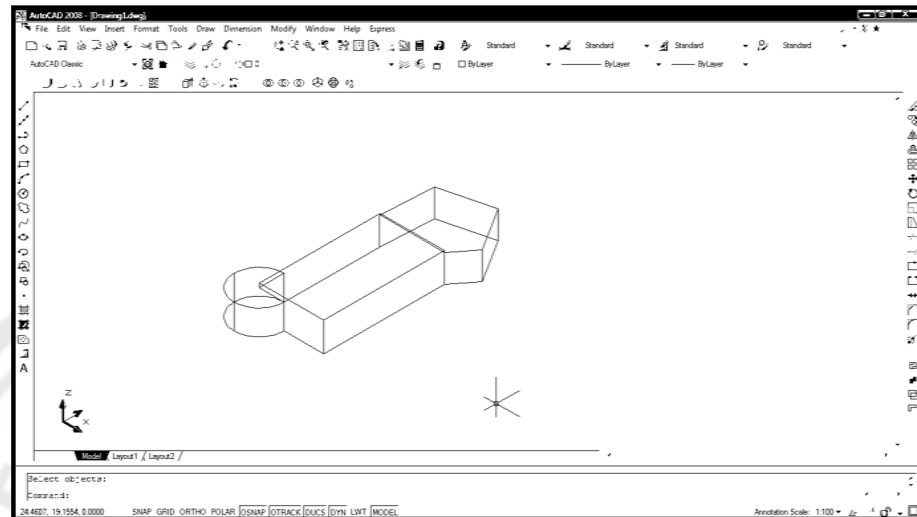 AutoCAD 2008 - [Drawing1.dwg]
File Edit View Insert Format Tools Draw Dimension Modify Window Help Express
Standard Standard Standard Standard
AutoCAD Classic ByLayer ByLayer ByLayer
A
Z
X
Model Layout1 Layout2
Select objects:
Command:
24.4607, 19.1554, 0.0000 SNAP GRID ORTHO POLAR OSNAP OTRACK DUCS DYN LWT MODEL Annotation Scale: 1:100